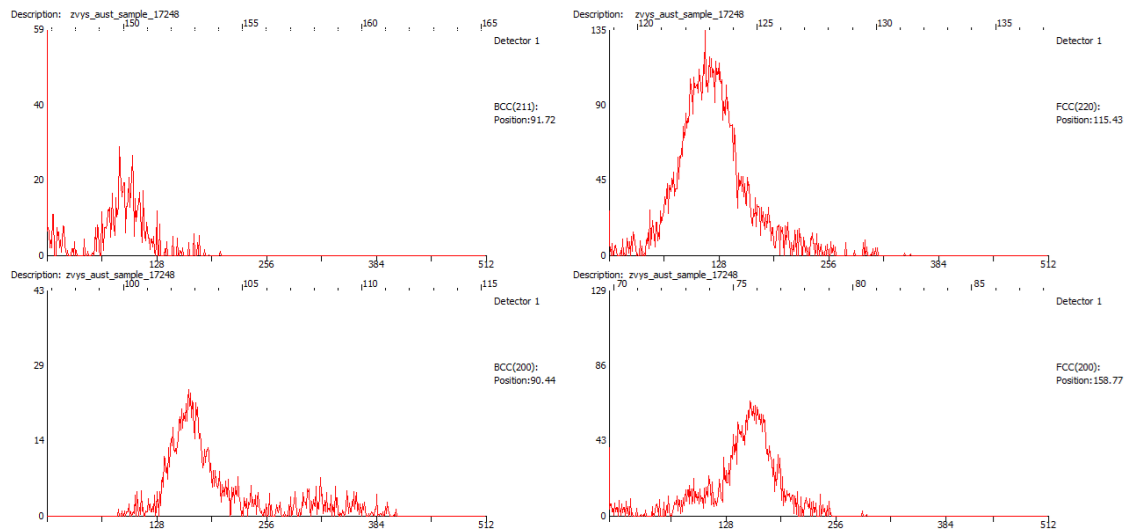 Description: zvys_aust_sample_17248
150 155 160 165
59
40
20
0
128 256 384 512
Detector 1
BCC(211):
Position:91.72
Description: zvys_aust_sample_17248
120 125 130 135
135
90
45
0
128 256 384 512
Detector 1
FCC(220):
Position:115.43
Description: zvys_aust_sample_17248
100 105 110 115
43
29
14
0
128 256 384 512
Detector 1
BCC(200):
Position:90.44
Description: zvys_aust_sample_17248
70 75 80 85
129
86
43
0
128 256 384 512
Detector 1
FCC(200):
Position:158.77